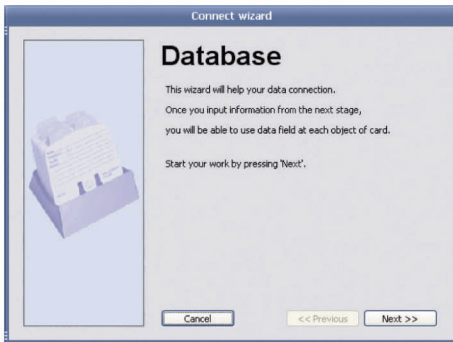 Connect wizard
Database
This wizard will help your data connection.
Once you input information from the next stage,
you will be able to use data field at each object of card.
Start your work by pressing 'Next'.
Cancel
<< Previous
Next >>